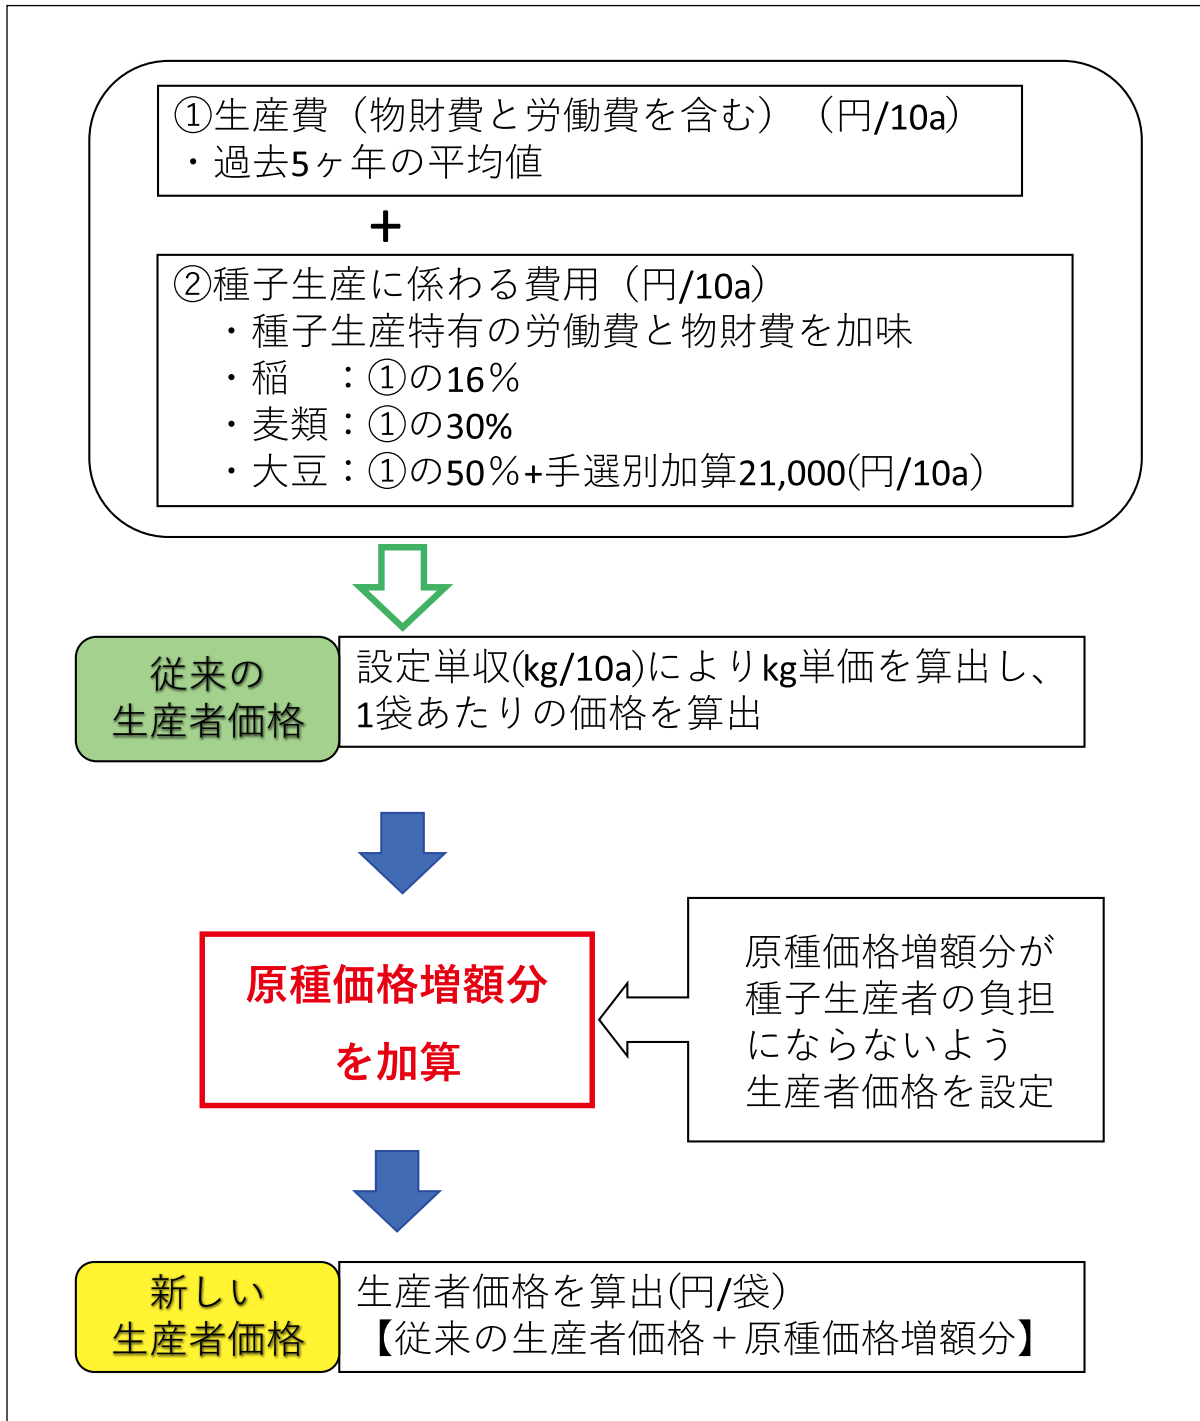 ①生産費（物財費と労働費を含む）（円/10a）
・過去5ヶ年の平均値
+
②種子生産に係わる費用（円/10a）
・種子生産特有の労働費と物財費を加味
・稲　：①の16％
・麦類：①の30%
・大豆：①の50％+手選別加算21,000(円/10a）
従来の
生産者価格
設定単収(kg/10a)によりkg単価を算出し、
1袋あたりの価格を算出
原種価格増額分
を加算
原種価格増額分が
種子生産者の負担
にならないよう
生産者価格を設定
新しい
生産者価格
生産者価格を算出(円/袋）
【従来の生産者価格＋原種価格増額分】